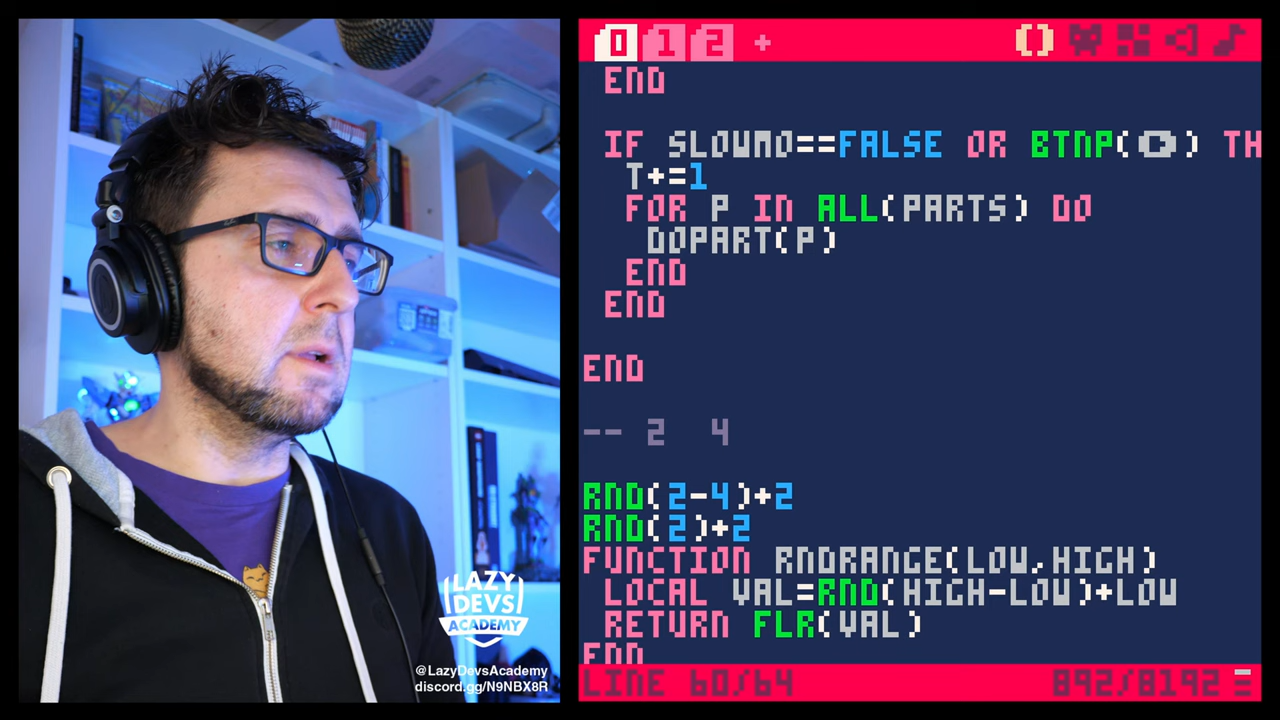 LAZY
DEVS
ACADEMY
@LazyDevsAcademy
discord.gg/N9NBX8R
0 1 2 +
END
IF SLOWMO==FALSE OR BTNP(🅾️) TH
T+=1
FOR P IN ALL(PARTS) DO
DOPART(P)
END
END
END
-- 2  4
RND(2-4)+2
RND(2)+2
FUNCTION RNDRANGE(LOW,HIGH)
LOCAL VAL=RND(HIGH-LOW)+LOW
RETURN FLR(VAL)
END
LINE 60/64
892/8192